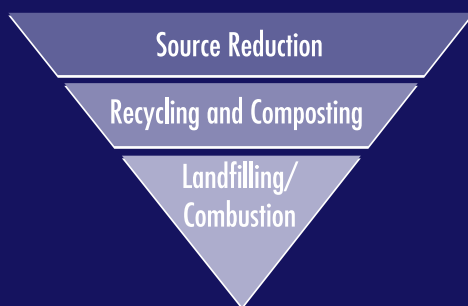 Source Reduction
Recycling and Composting
Landfilling/
Combustion